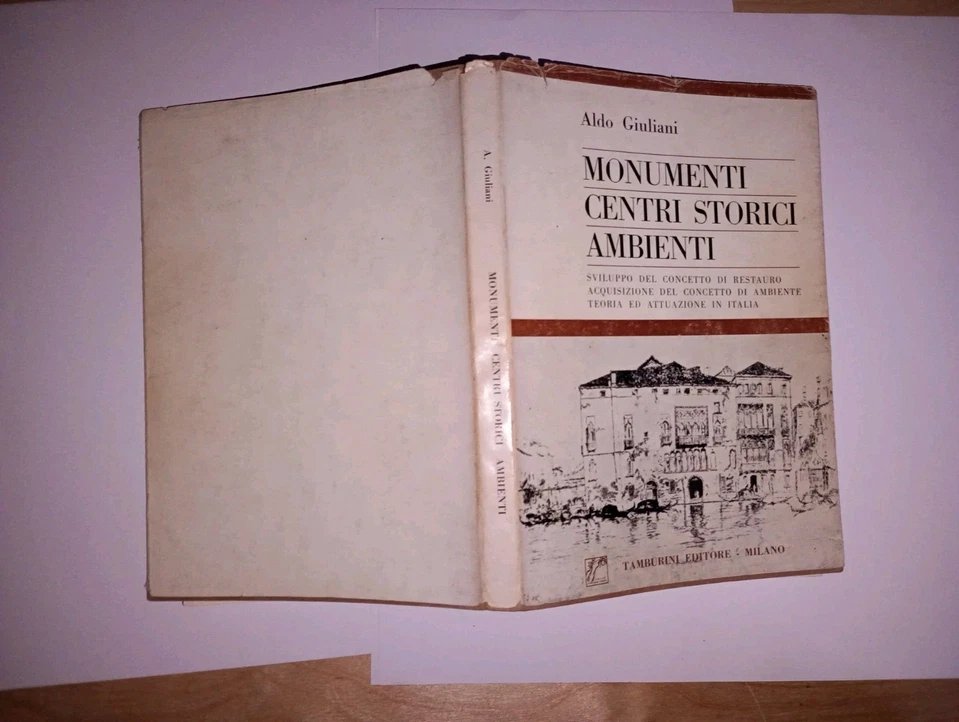 Aldo Giuliani
MONUMENTI
CENTRI STORICI
AMBIENTI
SVILUPPO DEL CONCETTO DI RESTAURO
ACQUISIZIONE DEL CONCETTO DI AMBIENTE
TEORIA ED ATTUAZIONE IN ITALIA
TAMBURINI EDITORE - MILANO
A. Giuliani
MONUMENTI CENTRI STORICI AMBIENTI